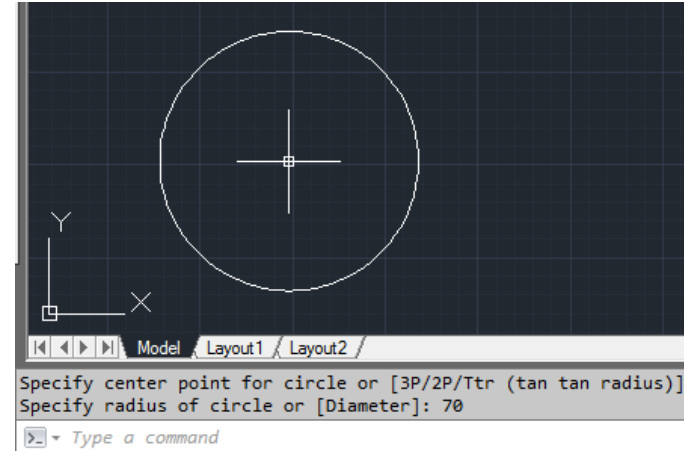 Y
X
Model Layout1 Layout2
Specify center point for circle or [3P/2P/Ttr (tan tan radius)]
Specify radius of circle or [Diameter]: 70
Type a command